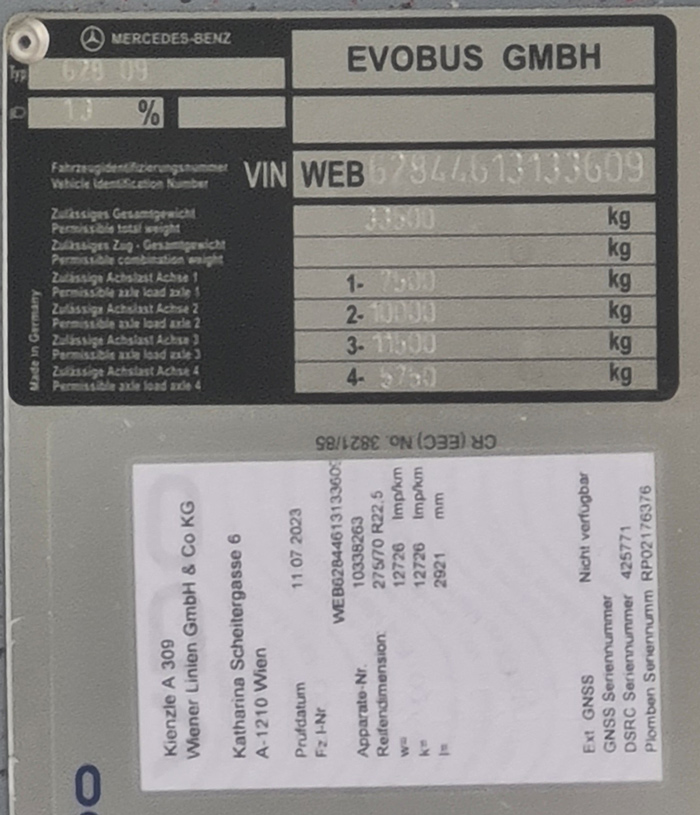 MERCEDES-BENZ
EVOBUS GMBH
Typ 628 09
13 %
Fahrzeugidentifizierungsnummer
Vehicle Identification Number
VIN WEB62844613133609
Zulässiges Gesamtgewicht
Permissible total weight
33500 kg
Zulässiges Zug - Gesamtgewicht
Permissible combination weight
kg
Zulässige Achslast Achse 1
Permissible axle load axle 1
1- 7500 kg
Zulässige Achslast Achse 2
Permissible axle load axle 2
2- 10000 kg
Zulässige Achslast Achse 3
Permissible axle load axle 3
3- 11500 kg
Zulässige Achslast Achse 4
Permissible axle load axle 4
4- 5750 kg
Made in Germany
CR (EEC) No. 3821/85
Kienzle A 309
Wiener Linien GmbH & Co KG
Katharina Scheitergasse 6
A-1210 Wien
Prüfdatum 11.07.2023
Fz I-Nr WEB62844613133609
Apparate-Nr. 10338263
Reifendimension: 275/70 R22,5
w= 12726 Imp/km
k= 12726 Imp/km
l= 2921 mm
Ext GNSS Nicht verfügbar
GNSS Seriennummer
DSRC Seriennummer 425771
Plomben Seriennumm RP02176376